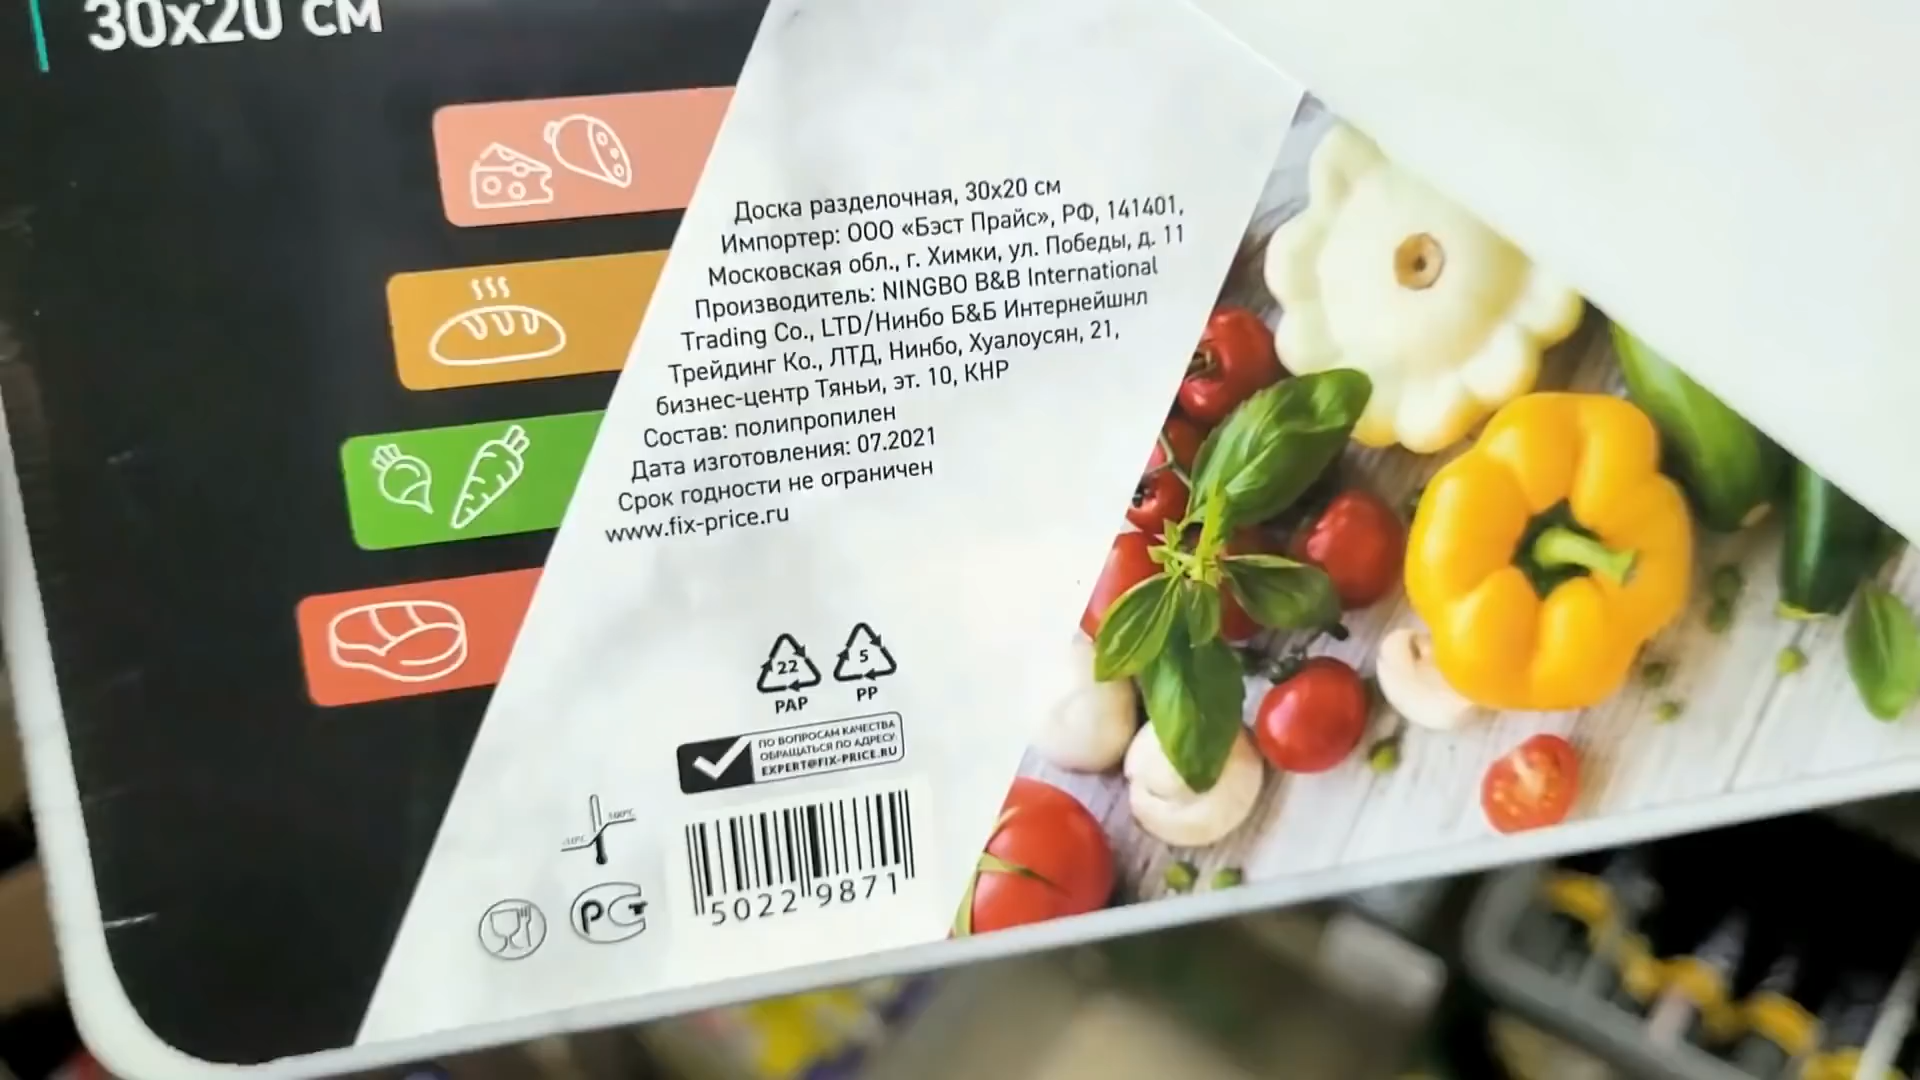 30х20 см
Доска разделочная, 30х20 см
Импортер: ООО «Бэст Прайс», РФ, 141401,
Московская обл., г. Химки, ул. Победы, д. 11
Производитель: NINGBO B&B International
Trading Co., LTD/Нинбо Б&Б Интернейшнл
Трейдинг Ко., ЛТД, Нинбо, Хуалоусян, 21,
бизнес-центр Тяньи, эт. 10, КНР
Состав: полипропилен
Дата изготовления: 07.2021
Срок годности не ограничен
www.fix-price.ru
22 5
PAP PP
ПО ВОПРОСАМ КАЧЕСТВА
ОБРАЩАТЬСЯ ПО АДРЕСУ:
EXPERT@FIX-PRICE.RU
50229871